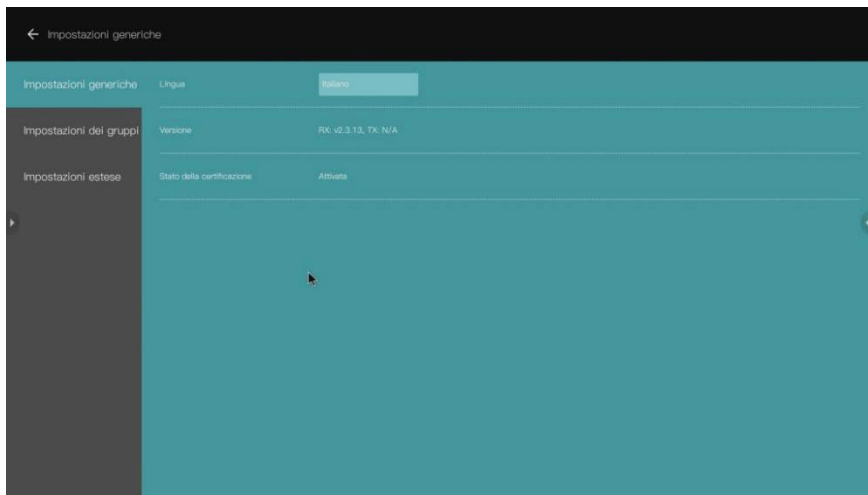 Impostazioni generiche
Impostazioni generiche
Lingua
Italiano
Impostazioni dei gruppi
Versione
RX: v2.3.13, TX: N/A
Impostazioni estese
Stato della certificazione
Attivata